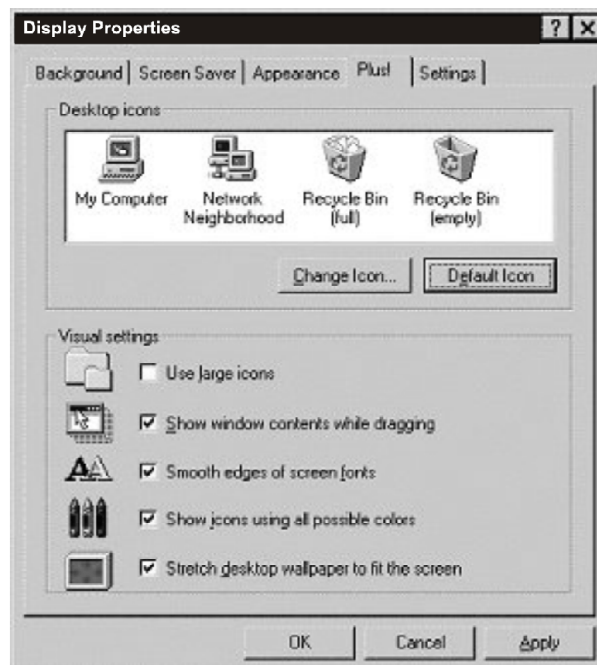 Display Properties
Background Screen Saver Appearance Plus! Settings
Desktop icons
My Computer
Network Neighborhood
Recycle Bin (full)
Recycle Bin (empty)
Change Icon... Default Icon
Visual settings
Use large icons
Show window contents while dragging
Smooth edges of screen fonts
Show icons using all possible colors
Stretch desktop wallpaper to fit the screen
OK Cancel Apply